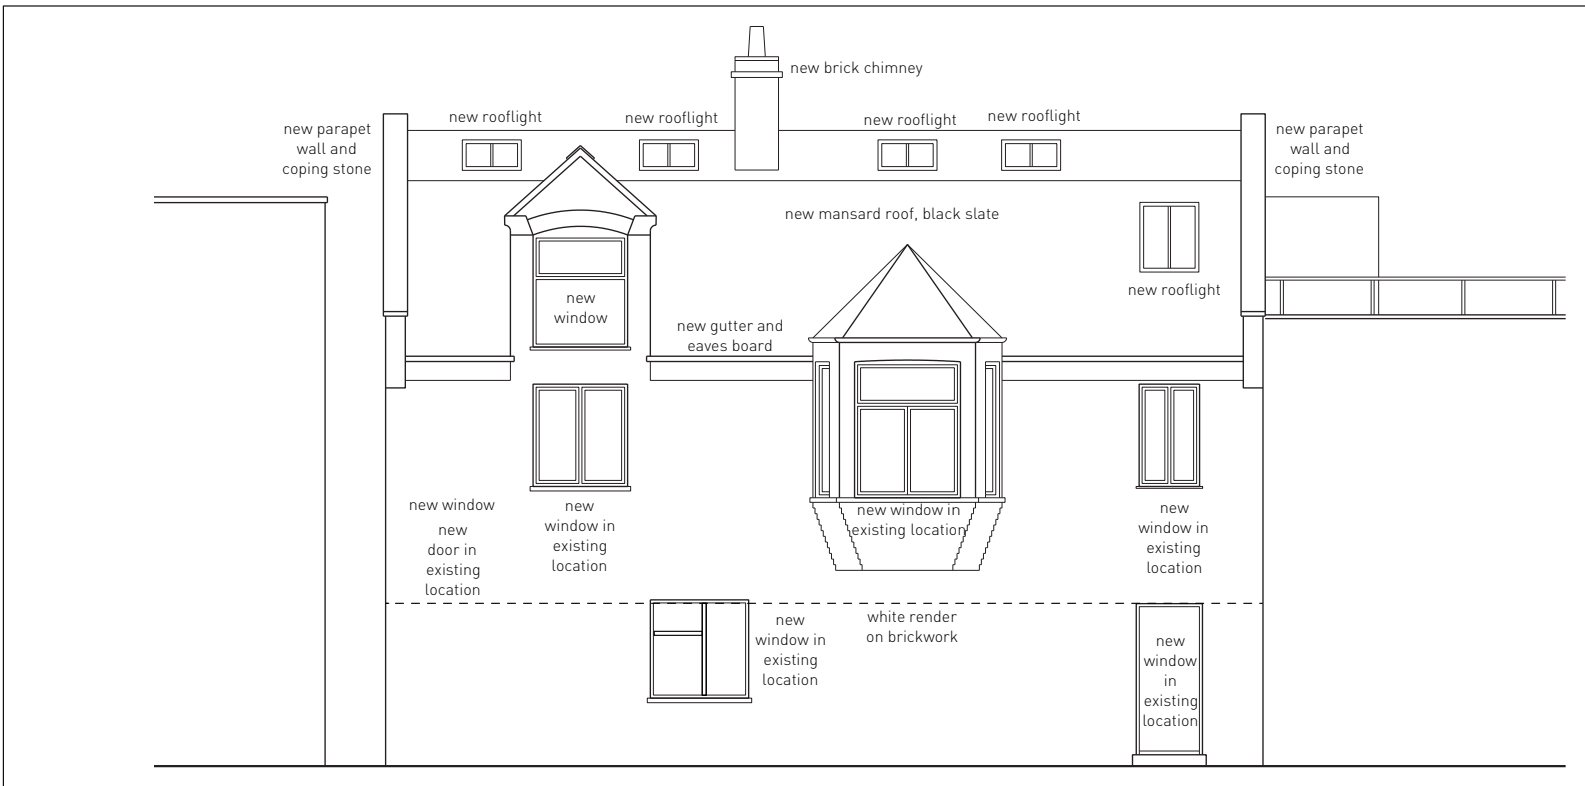 new brick chimney
new rooflight
new rooflight
new rooflight
new rooflight
new parapet
wall and
coping stone
new parapet
wall and
coping stone
new mansard roof, black slate
new
window
new rooflight
new gutter and
eaves board
new window
new
door in
existing
location
new
window in
existing
location
new window in
existing location
new
window in
existing
location
new
window in
existing
location
white render
on brickwork
new
window
in
existing
location